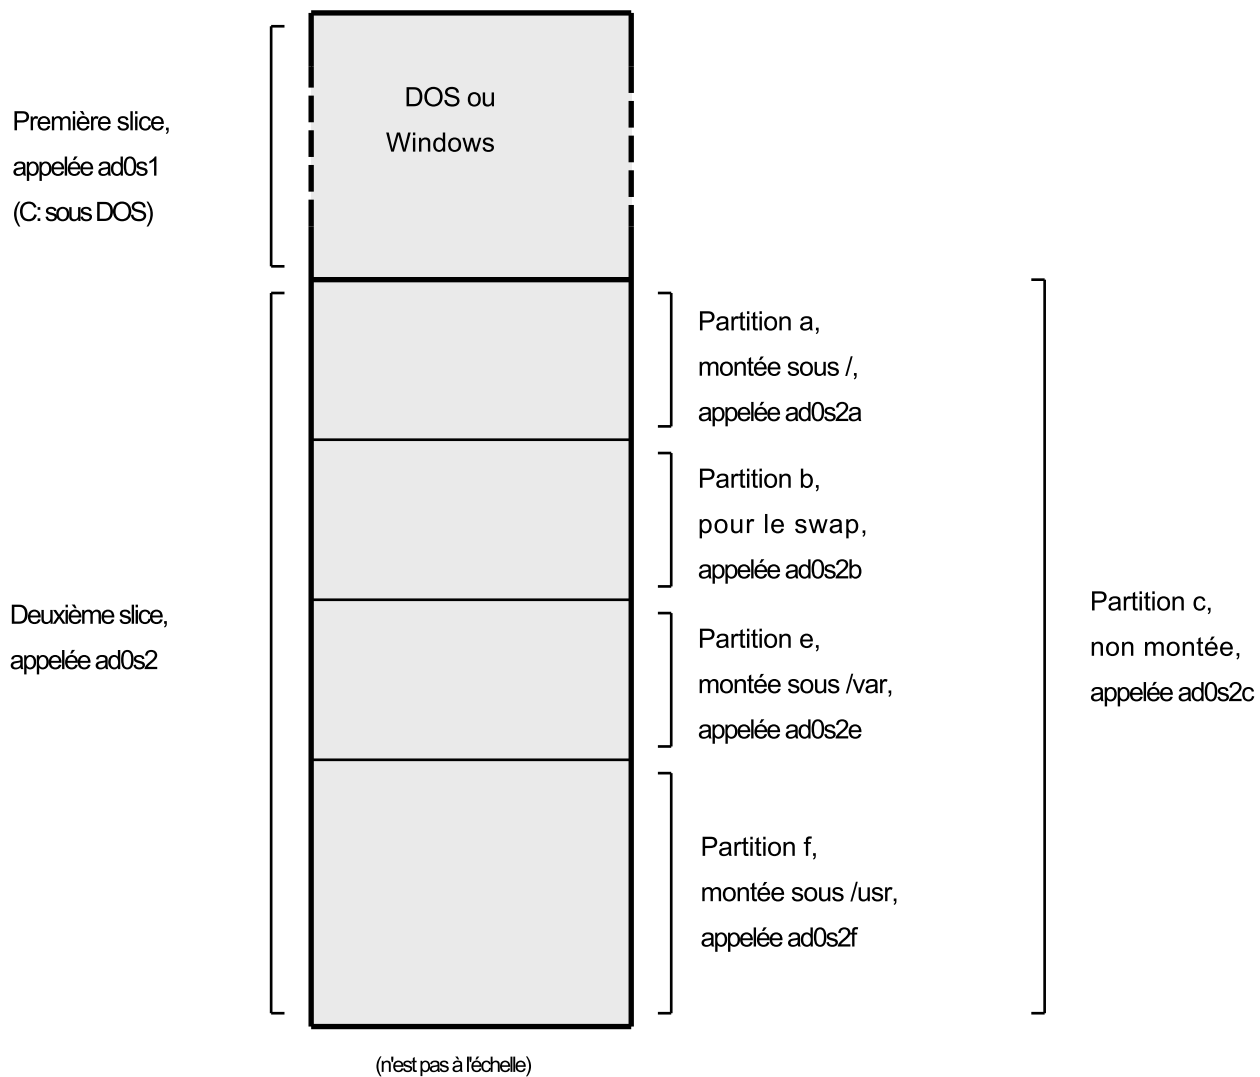 DOS ou
Windows
Première slice,
appelée ad0s1
(C: sous DOS)
Partition a,
montée sous /,
appelée ad0s2a
Partition b,
pour le swap,
appelée ad0s2b
Deuxième slice,
appelée ad0s2
Partition e,
montée sous /var,
appelée ad0s2e
Partition c,
non montée,
appelée ad0s2c
Partition f,
montée sous /usr,
appelée ad0s2f
(n'est pas à l'échelle)